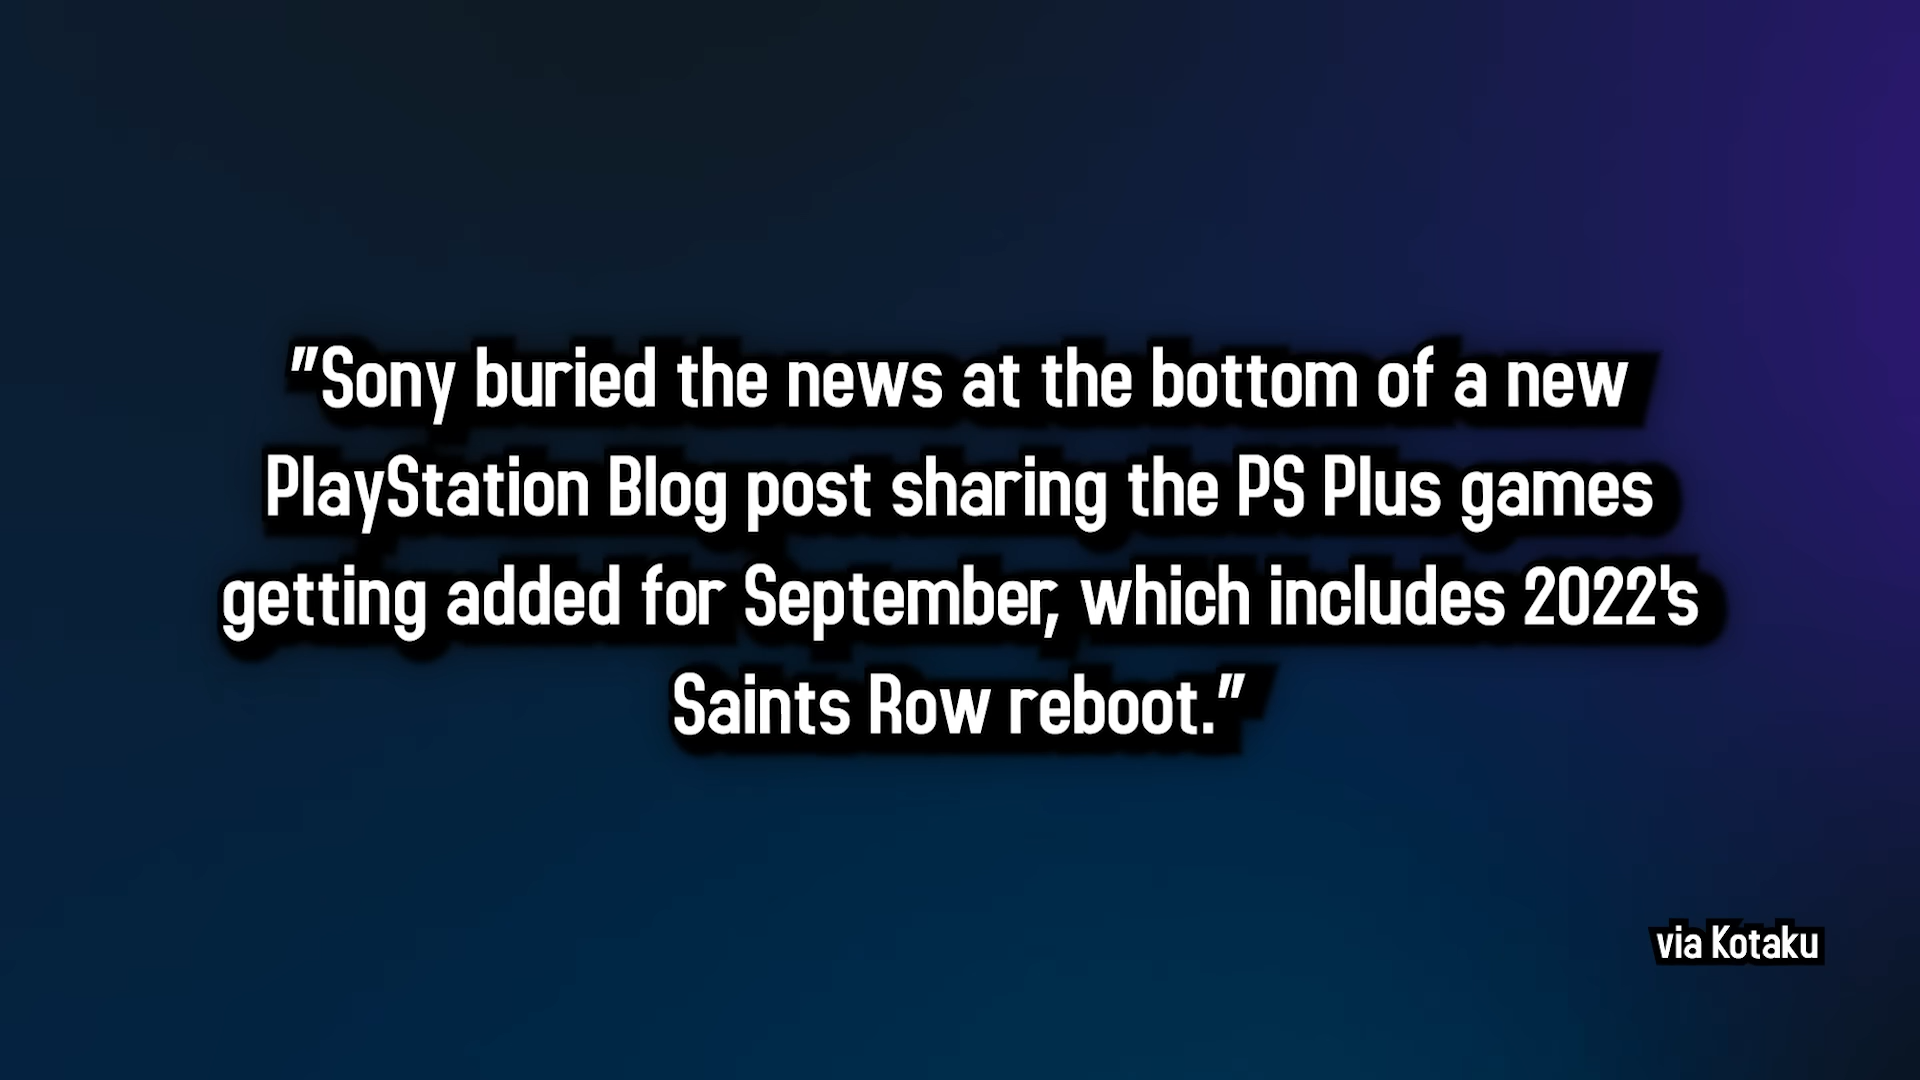 "Sony buried the news at the bottom of a new
PlayStation Blog post sharing the PS Plus games
getting added for September, which includes 2022's
Saints Row reboot."
via Kotaku